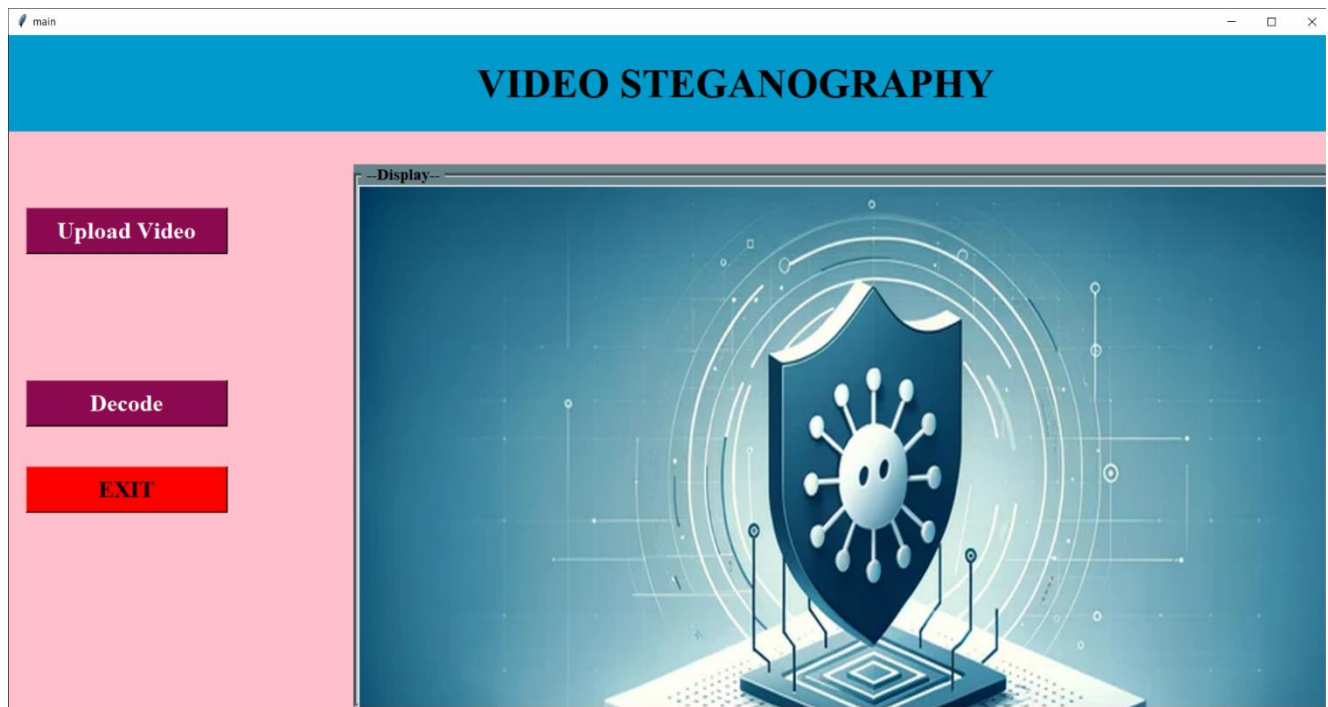 main
VIDEO STEGANOGRAPHY
--Display--
Upload Video
Decode
EXIT